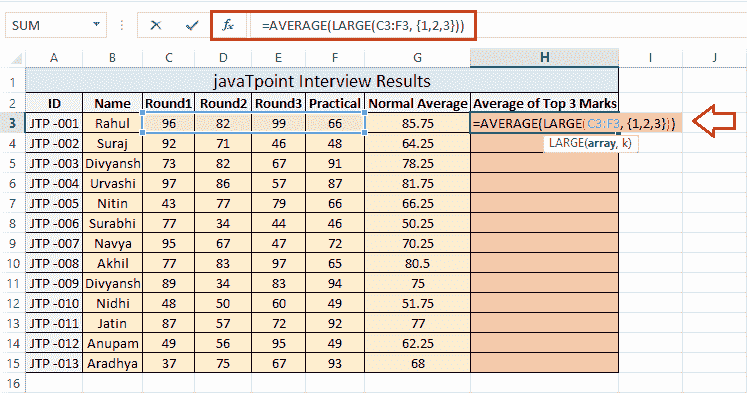 SUM fx =AVERAGE(LARGE(C3:F3, {1,2,3}))
A B C D E F G H I J
1 javaTpoint Interview Results
2 ID Name Round1 Round2 Round3 Practical Normal Average Average of Top 3 Marks
3 JTP -001 Rahul 96 82 99 66 85.75 =AVERAGE(LARGE(C3:F3, {1,2,3}))
4 JTP -002 Suraj 92 71 46 48 64.25 LARGE(array, k)
5 JTP -003 Divyansh 73 82 67 91 78.25
6 JTP -004 Urvashi 97 86 57 87 81.75
7 JTP -005 Nitin 43 77 79 66 66.25
8 JTP -006 Surabhi 77 34 44 46 50.25
9 JTP -007 Navya 95 67 47 72 70.25
10 JTP -008 Akhil 77 83 97 65 80.5
11 JTP -009 Divyansh 89 34 83 94 75
12 JTP -010 Nidhi 48 50 60 49 51.75
13 JTP -011 Jatin 87 57 72 92 77
14 JTP -012 Anupam 49 56 95 49 62.25
15 JTP -013 Aradhya 37 75 67 93 68
16